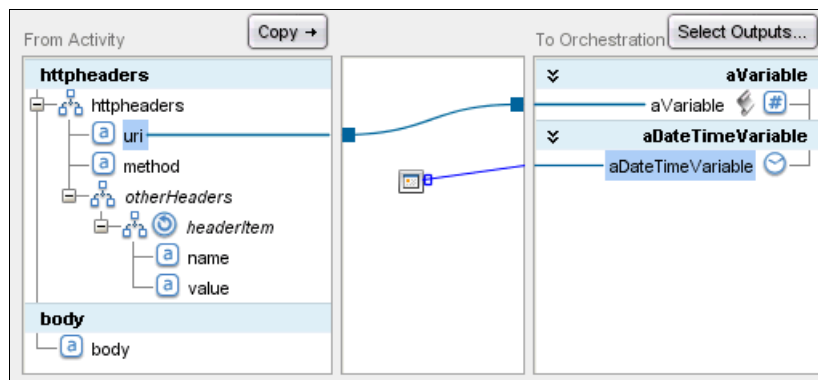 From Activity
Copy →
To Orchestration
Select Outputs...
httpheaders
httpheaders
a uri
a method
otherHeaders
headerItem
a name
a value
body
a body
aVariable
aVariable #
aDateTimeVariable
aDateTimeVariable